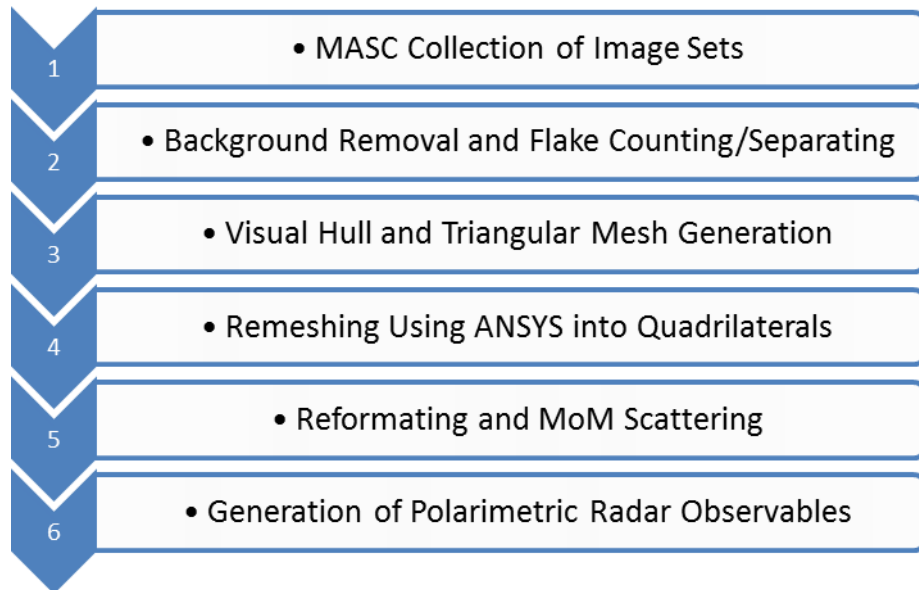 1 • MASC Collection of Image Sets
2 • Background Removal and Flake Counting/Separating
3 • Visual Hull and Triangular Mesh Generation
4 • Remeshing Using ANSYS into Quadrilaterals
5 • Reformating and MoM Scattering
6 • Generation of Polarimetric Radar Observables